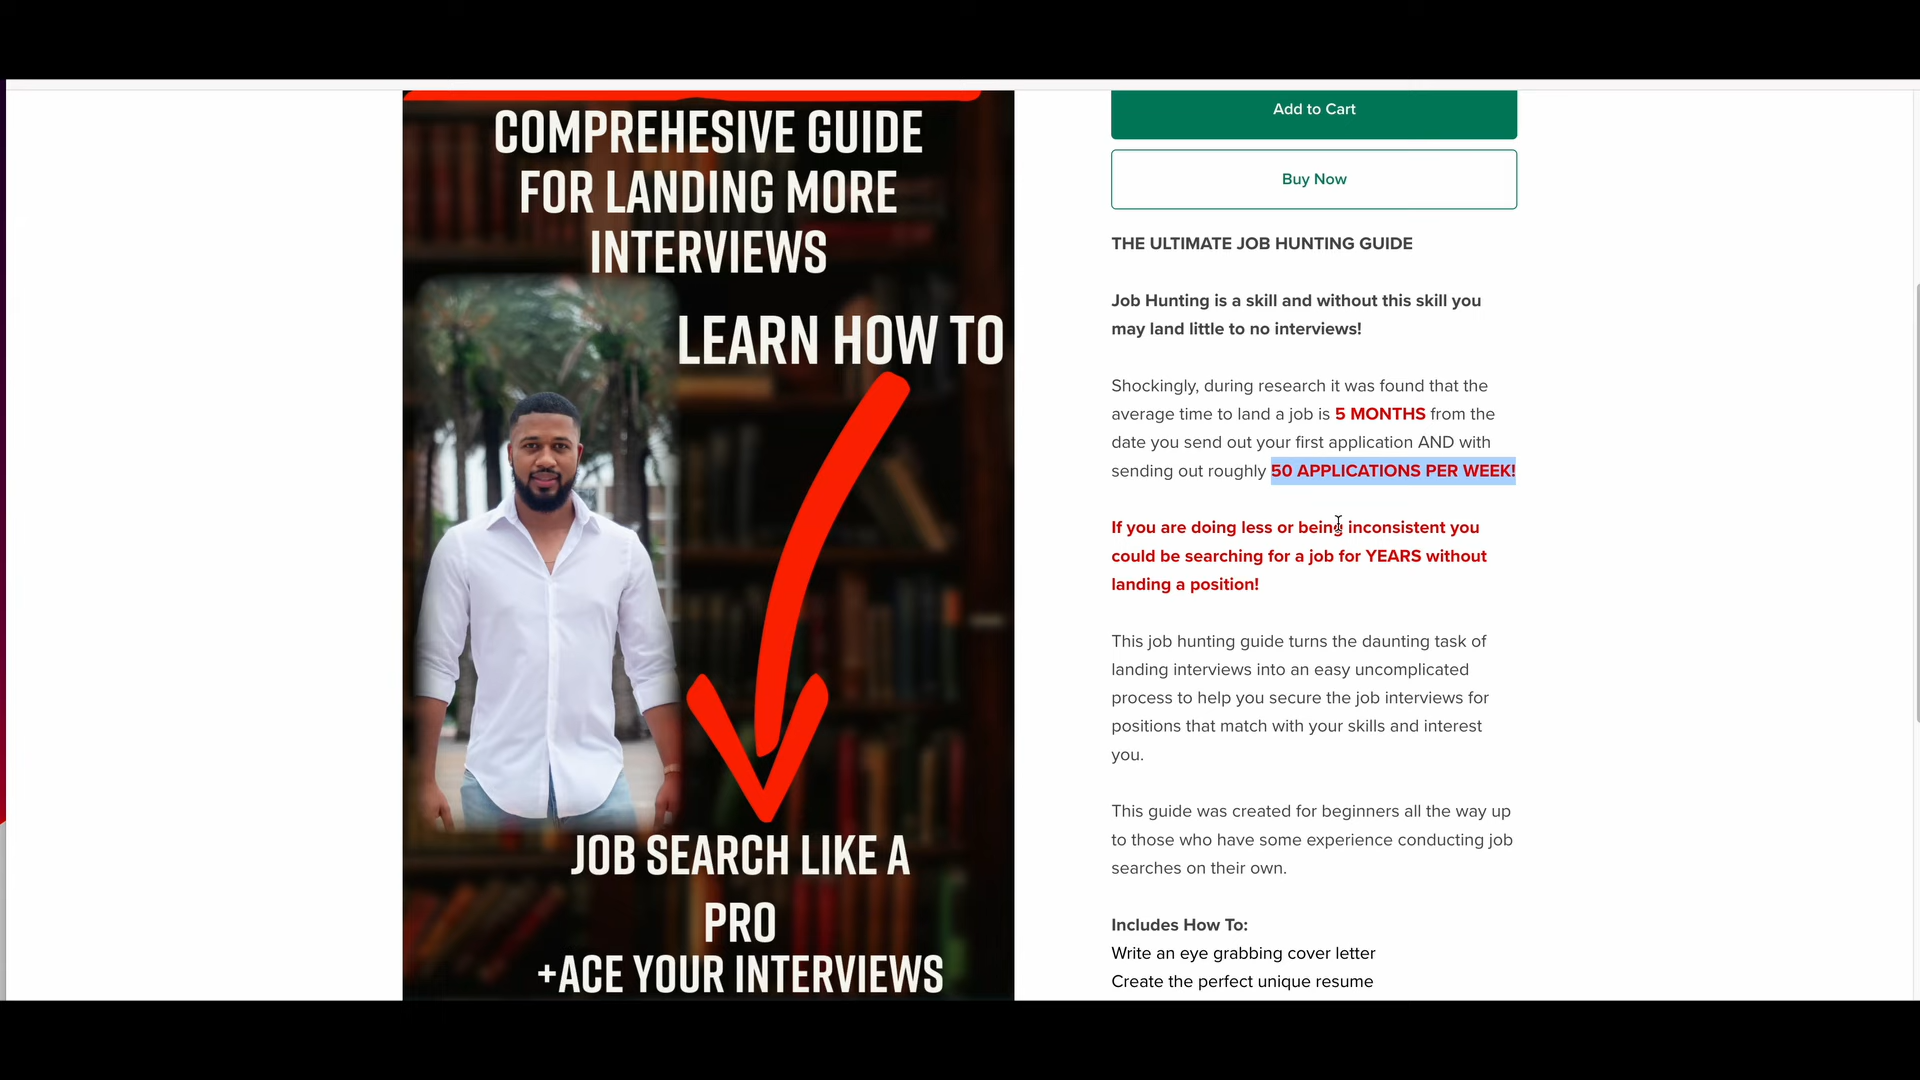 COMPREHESIVE GUIDE
FOR LANDING MORE
INTERVIEWS
LEARN HOW TO
JOB SEARCH LIKE A
PRO
+ACE YOUR INTERVIEWS
Add to Cart
Buy Now
THE ULTIMATE JOB HUNTING GUIDE
Job Hunting is a skill and without this skill you
may land little to no interviews!
Shockingly, during research it was found that the
average time to land a job is 5 MONTHS from the
date you send out your first application AND with
sending out roughly 50 APPLICATIONS PER WEEK!
If you are doing less or being inconsistent you
could be searching for a job for YEARS without
landing a position!
This job hunting guide turns the daunting task of
landing interviews into an easy uncomplicated
process to help you secure the job interviews for
positions that match with your skills and interest
you.
This guide was created for beginners all the way up
to those who have some experience conducting job
searches on their own.
Includes How To:
Write an eye grabbing cover letter
Create the perfect unique resume